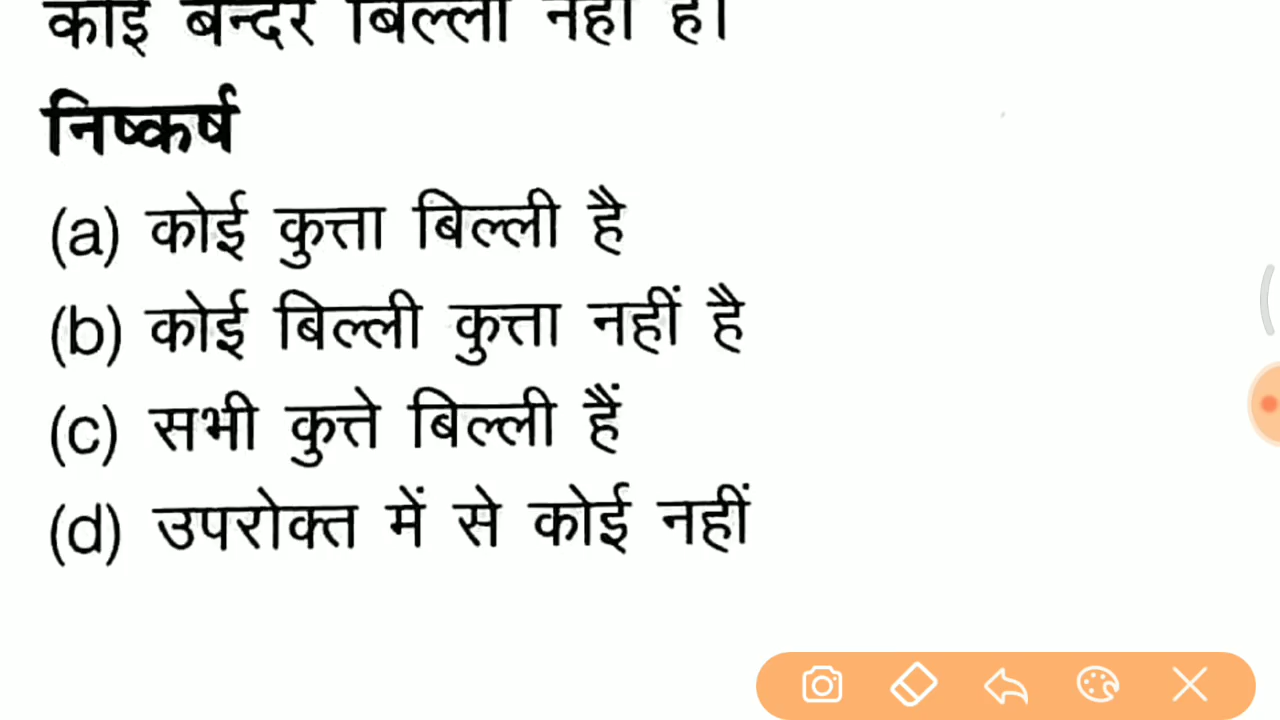 कोई बन्दर बिल्ली नहीं है।
निष्कर्ष
(a) कोई कुत्ता बिल्ली है
(b) कोई बिल्ली कुत्ता नहीं है
(c) सभी कुत्ते बिल्ली हैं
(d) उपरोक्त में से कोई नहीं